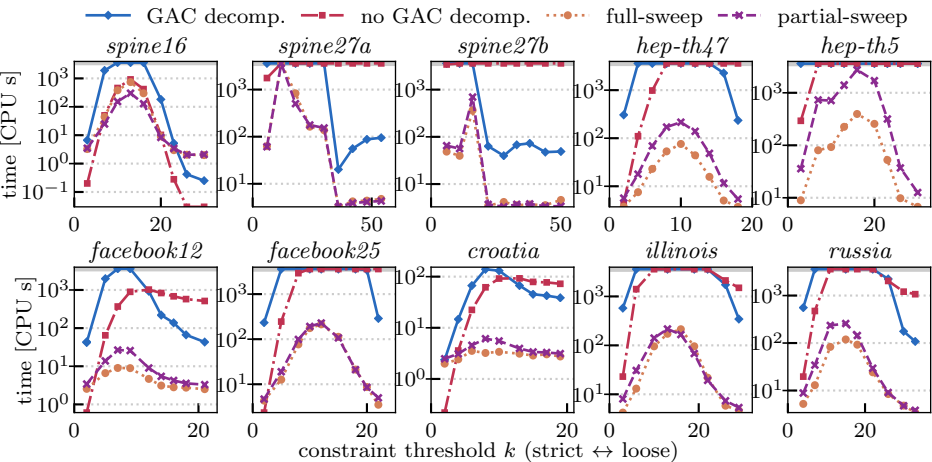 GAC decomp. no GAC decomp. full-sweep partial-sweep
spine16 spine27a spine27b hep-th47 hep-th5
time [CPU s]
10³ 10² 10¹ 10⁰ 10⁻¹
10³ 10² 10¹
10³ 10² 10¹
10³ 10² 10¹
10³ 10² 10¹
0 20 0 50 0 50 0 10 0 20
facebook12 facebook25 croatia illinois russia
time [CPU s]
10³ 10² 10¹ 10⁰
10³ 10² 10¹
10² 10¹ 10⁰
10³ 10² 10¹
10³ 10² 10¹
0 20 0 20 0 20 0 20 0 20
constraint threshold k (strict ↔ loose)